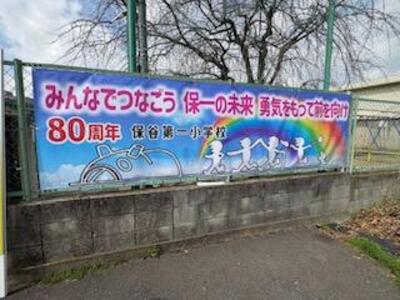 みんなでつなごう 保一の未来 勇気をもって前を向け
80周年 保谷第一小学校